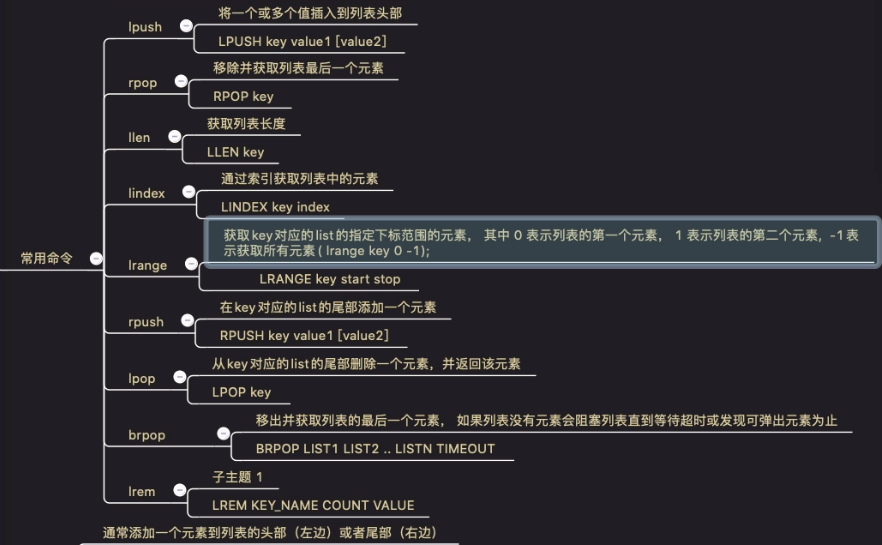 将一个或多个值插入到列表头部
lpush
LPUSH key value1 [value2]
移除并获取列表最后一个元素
rpop
RPOP key
获取列表长度
llen
LLEN key
通过索引获取列表中的元素
lindex
LINDEX key index
获取key对应的list的指定下标范围的元素， 其中 0 表示列表的第一个元素， 1 表示列表的第二个元素，-1 表
示获取所有元素 ( lrange key 0 -1);
常用命令
lrange
LRANGE key start stop
在key对应的list的尾部添加一个元素
rpush
RPUSH key value1 [value2]
从key对应的list的尾部删除一个元素，并返回该元素
lpop
LPOP key
移出并获取列表的最后一个元素， 如果列表没有元素会阻塞列表直到等待超时或发现可弹出元素为止
brpop
BRPOP LIST1 LIST2 .. LISTN TIMEOUT
子主题 1
lrem
LREM KEY_NAME COUNT VALUE
通常添加一个元素到列表的头部（左边）或者尾部（右边）